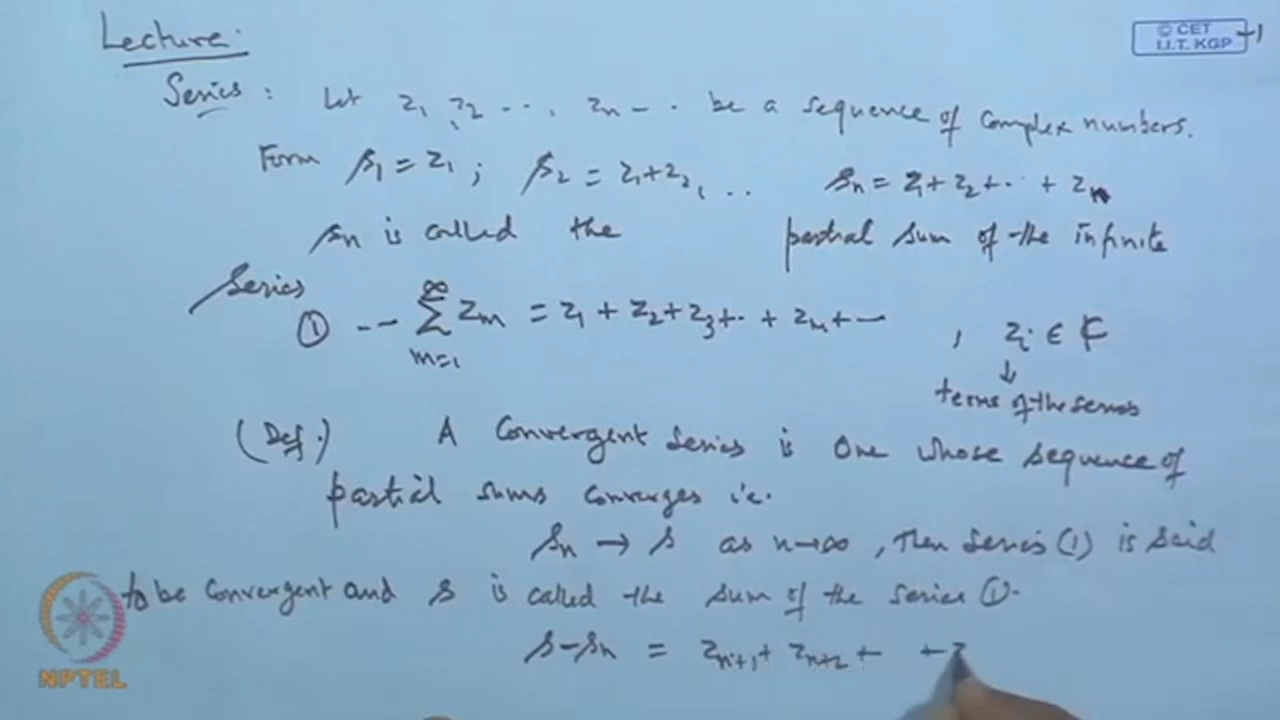 Lecture.
© CET
I.I.T. KGP
Series : Let z1, z2 ---, zn --. be a sequence of complex numbers.
Form s1 = z1 ; s2 = z1+z2, .. sn = z1+z2+.. + zn
sn is called the partial sum of the infinite
Series
① --- ∑_{m=1}^{∞} zm = z1 + z2+z3+.. + zm+--- , zi ∈ ₵
↓
terms of the series
(Def.) A Convergent Series is one whose sequence of
partial sums converges i.e.
sn → s as n→∞, then Series (1) is said
to be convergent and s is called the sum of the series ①.
s-sn = zn+1+ zn+2+ +z
NPTEL